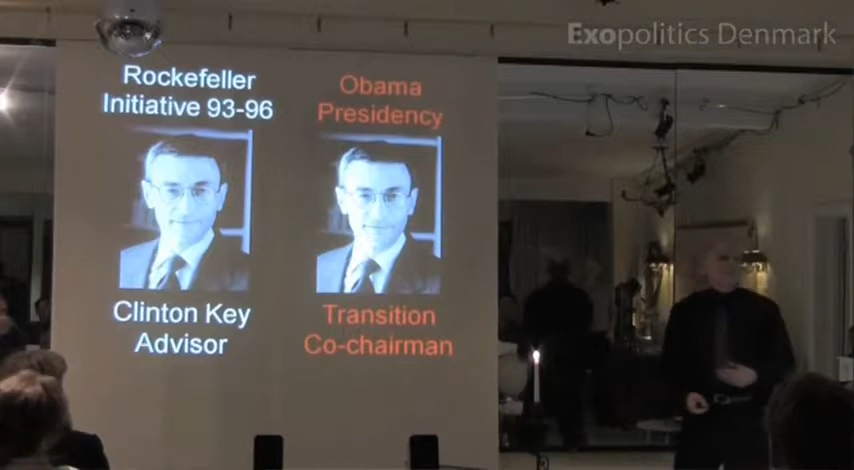 Exopolitics Denmark
Rockefeller
Initiative 93-96
Clinton Key
Advisor
Obama
Presidency
Transition
Co-chairman